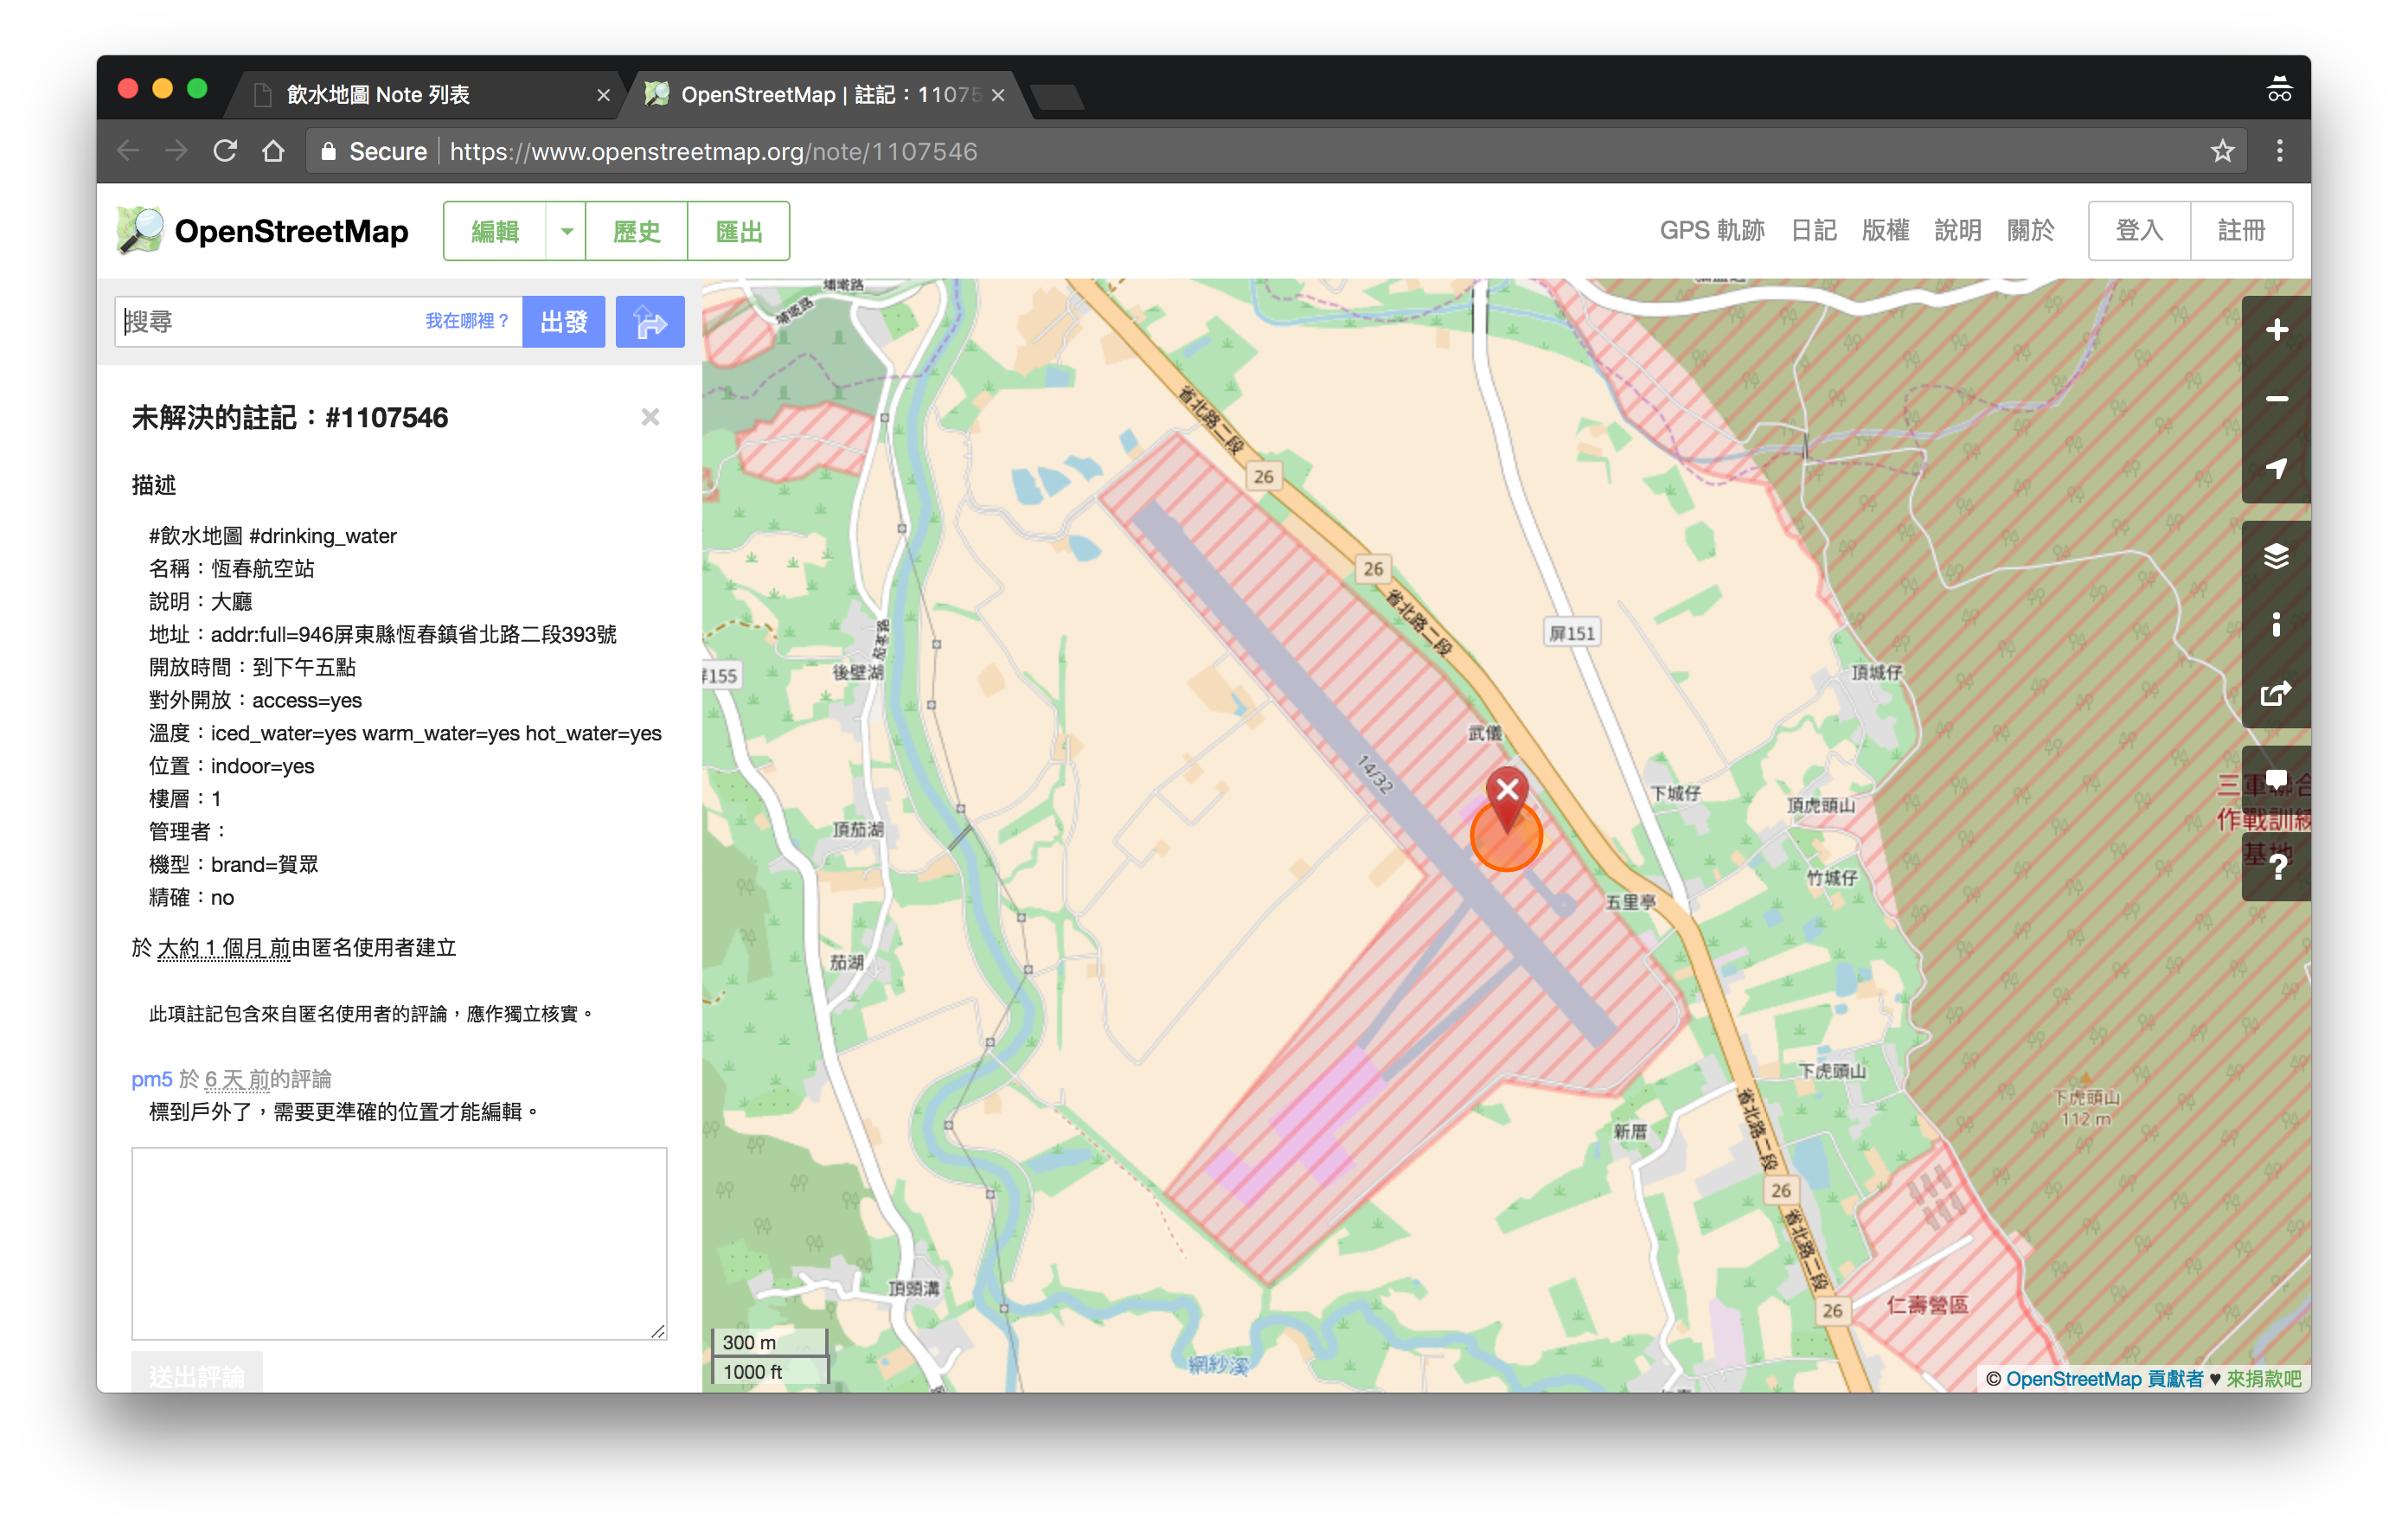 飲水地圖 Note 列表
OpenStreetMap | 註記：11075
Secure
https://www.openstreetmap.org/note/1107546
OpenStreetMap
編輯
歷史
匯出
GPS 軌跡
日記
版權
說明
關於
登入
註冊
搜尋
我在哪裡？
出發
未解決的註記：#1107546
描述
#飲水地圖 #drinking_water
名稱：恆春航空站
說明：大廳
地址：addr:full=946屏東縣恆春鎮省北路二段393號
開放時間：到下午五點
對外開放：access=yes
溫度：iced_water=yes warm_water=yes hot_water=yes
位置：indoor=yes
樓層：1
管理者：
機型：brand=賀眾
精確：no
於 大約 1 個月 前由匿名使用者建立
此項註記包含來自匿名使用者的評論，應作獨立核實。
pm5 於 6 天 前的評論
標到戶外了，需要更準確的位置才能編輯。
送出評論
埔墘路
埔墘路
省北路二段
26
26
省北路二段
屏151
155
後壁湖
頂城仔
武儀
14/32
下城仔
頂虎頭山
三軍聯合
作戰訓練
基地
頂茄湖
竹城仔
五里亭
茄湖
下虎頭山
下虎頭山
112 m
省北路二段
新厝
26
省北路二段
頂頭溝
仁壽營區
26
網紗溪
300 m
1000 ft
© OpenStreetMap 貢獻者 ♥ 來捐款吧